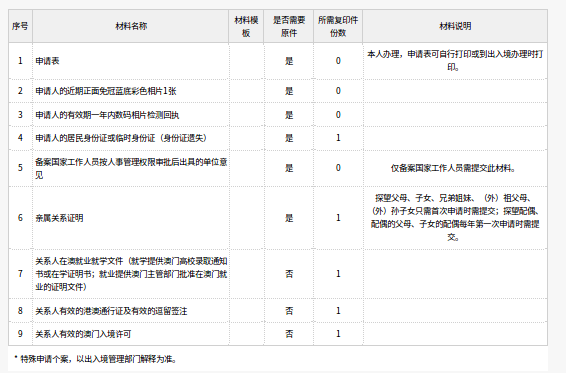 序号 材料名称 材料模板 是否需要原件 所需复印件份数 材料说明
1 申请表 是 0 本人办理，申请表可自行打印或到出入境办理时打印。
2 申请人的近期正面免冠蓝底彩色相片1张 是 0
3 申请人的有效期一年内数码相片检测回执 是 0
4 申请人的居民身份证或临时身份证（身份证遗失） 是 1
5 备案国家工作人员按人事管理权限审批后出具的单位意见 是 0 仅备案国家工作人员需提交此材料。
6 亲属关系证明 是 1 探望父母、子女、兄弟姐妹、（外）祖父母、（外）孙子女只需首次申请时需提交；探望配偶、配偶的父母、子女的配偶每年第一次申请时需提交。
7 关系人在澳就业就学文件（就学提供澳门高校录取通知书或在学证明书；就业提供澳门主管部门批准在澳门就业的证明文件） 否 1
8 关系人有效的港澳通行证及有效的逗留签注 否 1
9 关系人有效的澳门入境许可 否 1
* 特殊申请个案，以出入境管理部门解释为准。